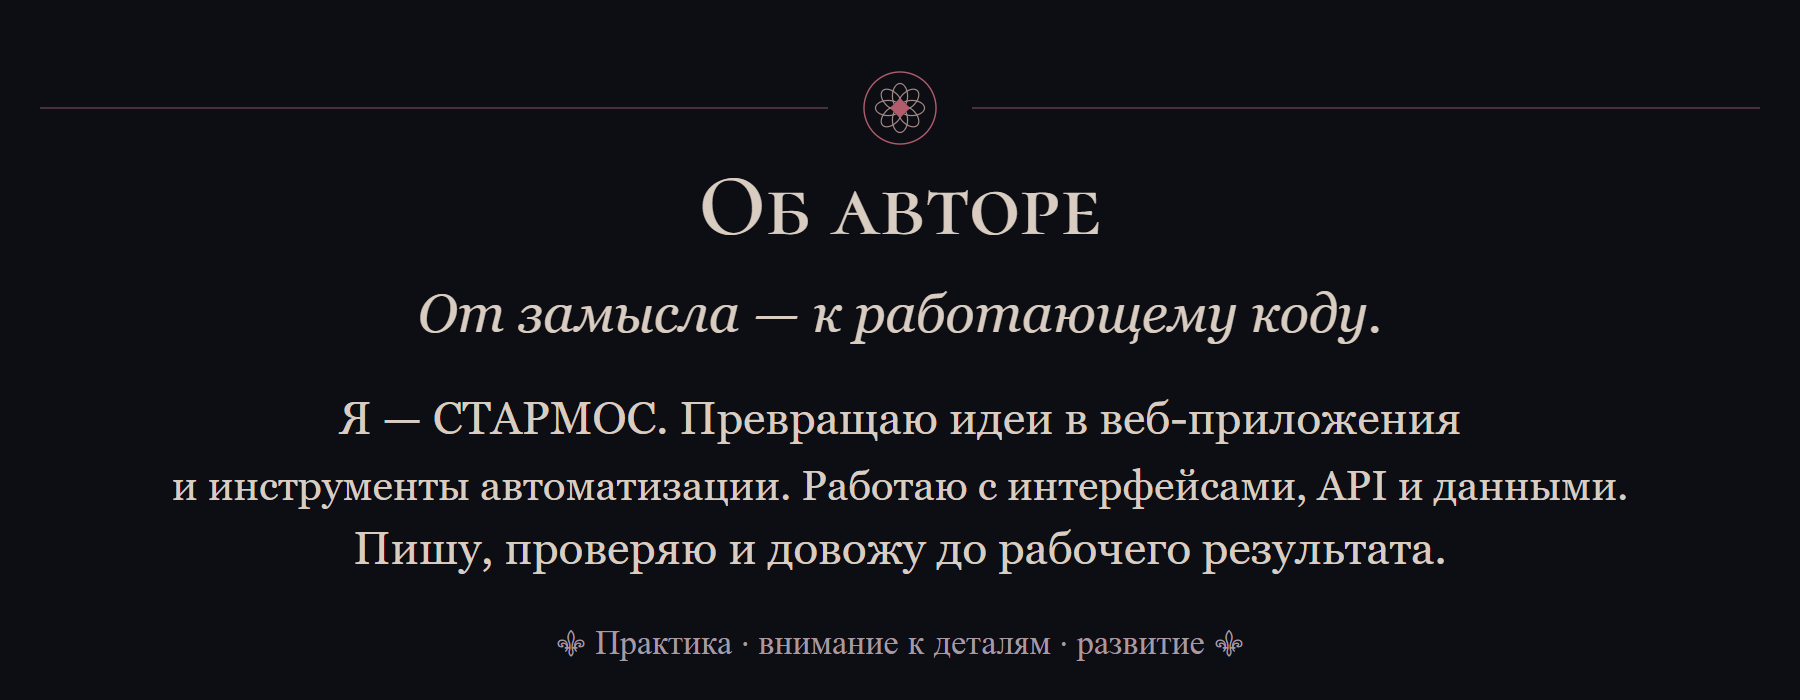 Об авторе
От замысла — к работающему коду.
Я — СТАРМОС. Превращаю идеи в веб-приложения
и инструменты автоматизации. Работаю с интерфейсами, API и данными.
Пишу, проверяю и довожу до рабочего результата.
⚜ Практика · внимание к деталям · развитие ⚜